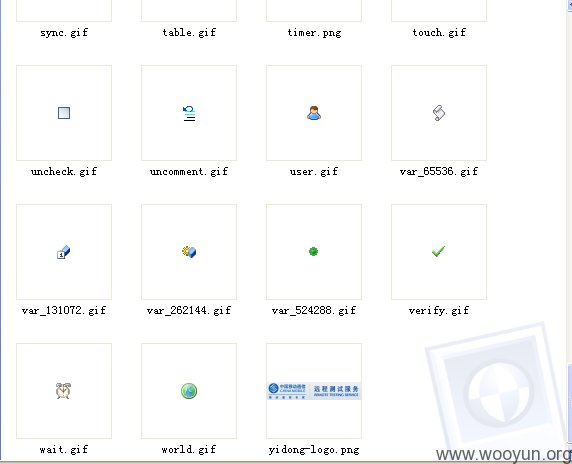 sync.gif table.gif timer.png touch.gif
uncheck.gif uncomment.gif user.gif var_65536.gif
var_131072.gif var_262144.gif var_524288.gif verify.gif
中国移动通信 远程测试服务
CHINA MOBILE REMOTE TESTING SERVICE
wait.gif world.gif yidong-logo.png
www.wooyun.org